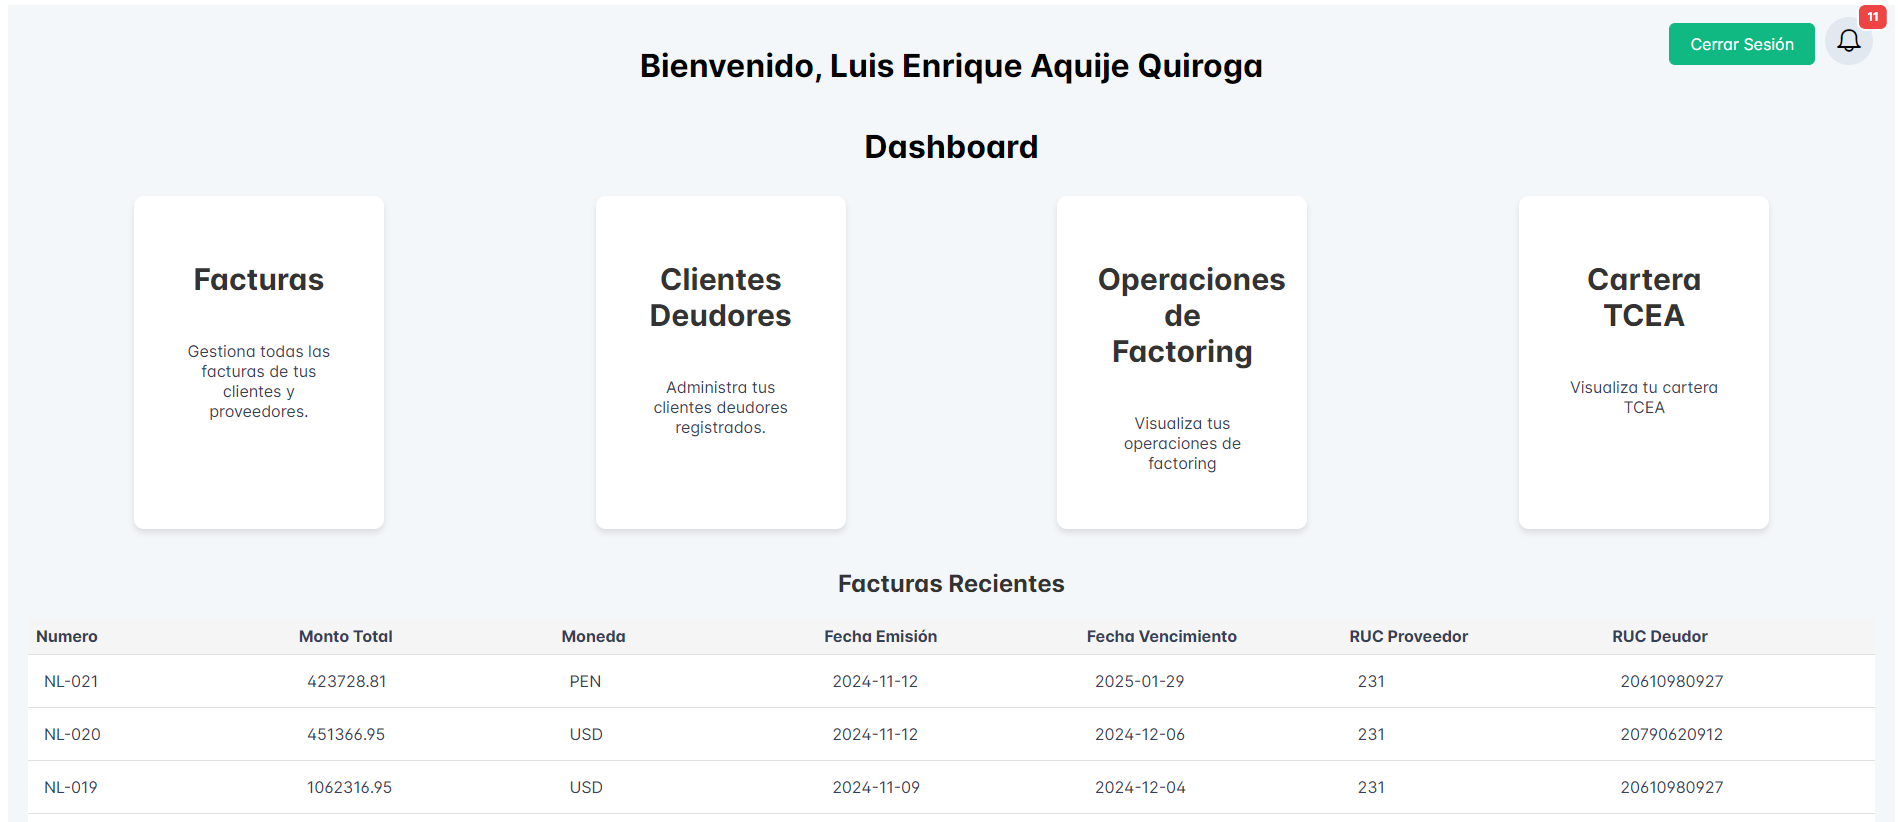 11
Cerrar Sesión
Bienvenido, Luis Enrique Aquije Quiroga
Dashboard
Facturas
Gestiona todas las
facturas de tus
clientes y
proveedores.
Clientes
Deudores
Administra tus
clientes deudores
registrados.
Operaciones
de
Factoring
Visualiza tus
operaciones de
factoring
Cartera
TCEA
Visualiza tu cartera
TCEA
Facturas Recientes
Numero Monto Total Moneda Fecha Emisión Fecha Vencimiento RUC Proveedor RUC Deudor
NL-021 423728.81 PEN 2024-11-12 2025-01-29 231 20610980927
NL-020 451366.95 USD 2024-11-12 2024-12-06 231 20790620912
NL-019 1062316.95 USD 2024-11-09 2024-12-04 231 20610980927